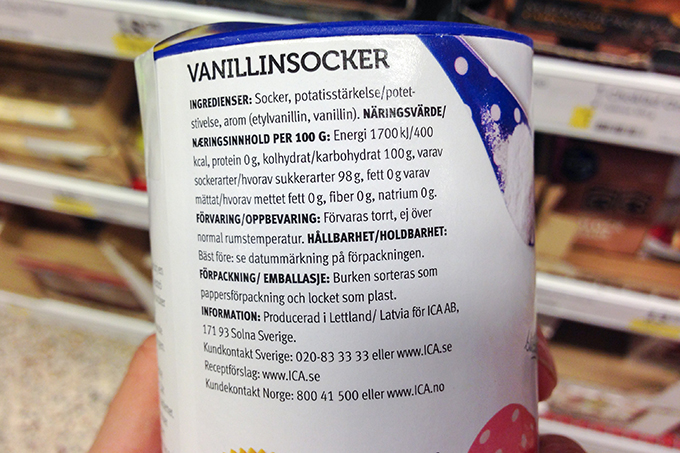 VANILLINSOCKER
INGREDIENSER: Socker, potatisstärkelse/potet-
stivelse, arom (etylvanillin, vanillin). NÄRINGSVÄRDE/
NÆRINGSINNHOLD PER 100 G: Energi 1700 kJ/400
kcal, protein 0 g, kolhydrat/karbohydrat 100 g, varav
sockerarter/hvorav sukkerarter 98 g, fett 0 g varav
mättat/hvorav mettet fett 0 g, fiber 0 g, natrium 0 g.
FÖRVARING/OPPBEVARING: Förvaras torrt, ej över
normal rumstemperatur. HÅLLBARHET/HOLDBARHET:
Bäst före: se datummärkning på förpackningen.
FÖRPACKNING/ EMBALLASJE: Burken sorteras som
pappersförpackning och locket som plast.
INFORMATION: Producerad i Lettland/ Latvia för ICA AB,
171 93 Solna Sverige.
Kundkontakt Sverige: 020-83 33 33 eller www.ICA.se
Receptförslag: www.ICA.se
Kundekontakt Norge: 800 41 500 eller www.ICA.no